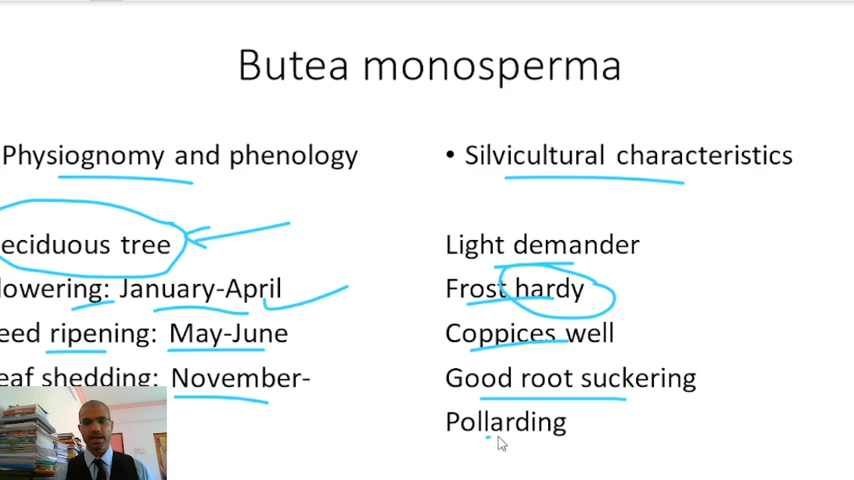 Butea monosperma
Physiognomy and phenology
eciduous tree
lowering: January-April
eed ripening: May-June
eaf shedding: November-
• Silvicultural characteristics
Light demander
Frost hardy
Coppices well
Good root suckering
Pollarding